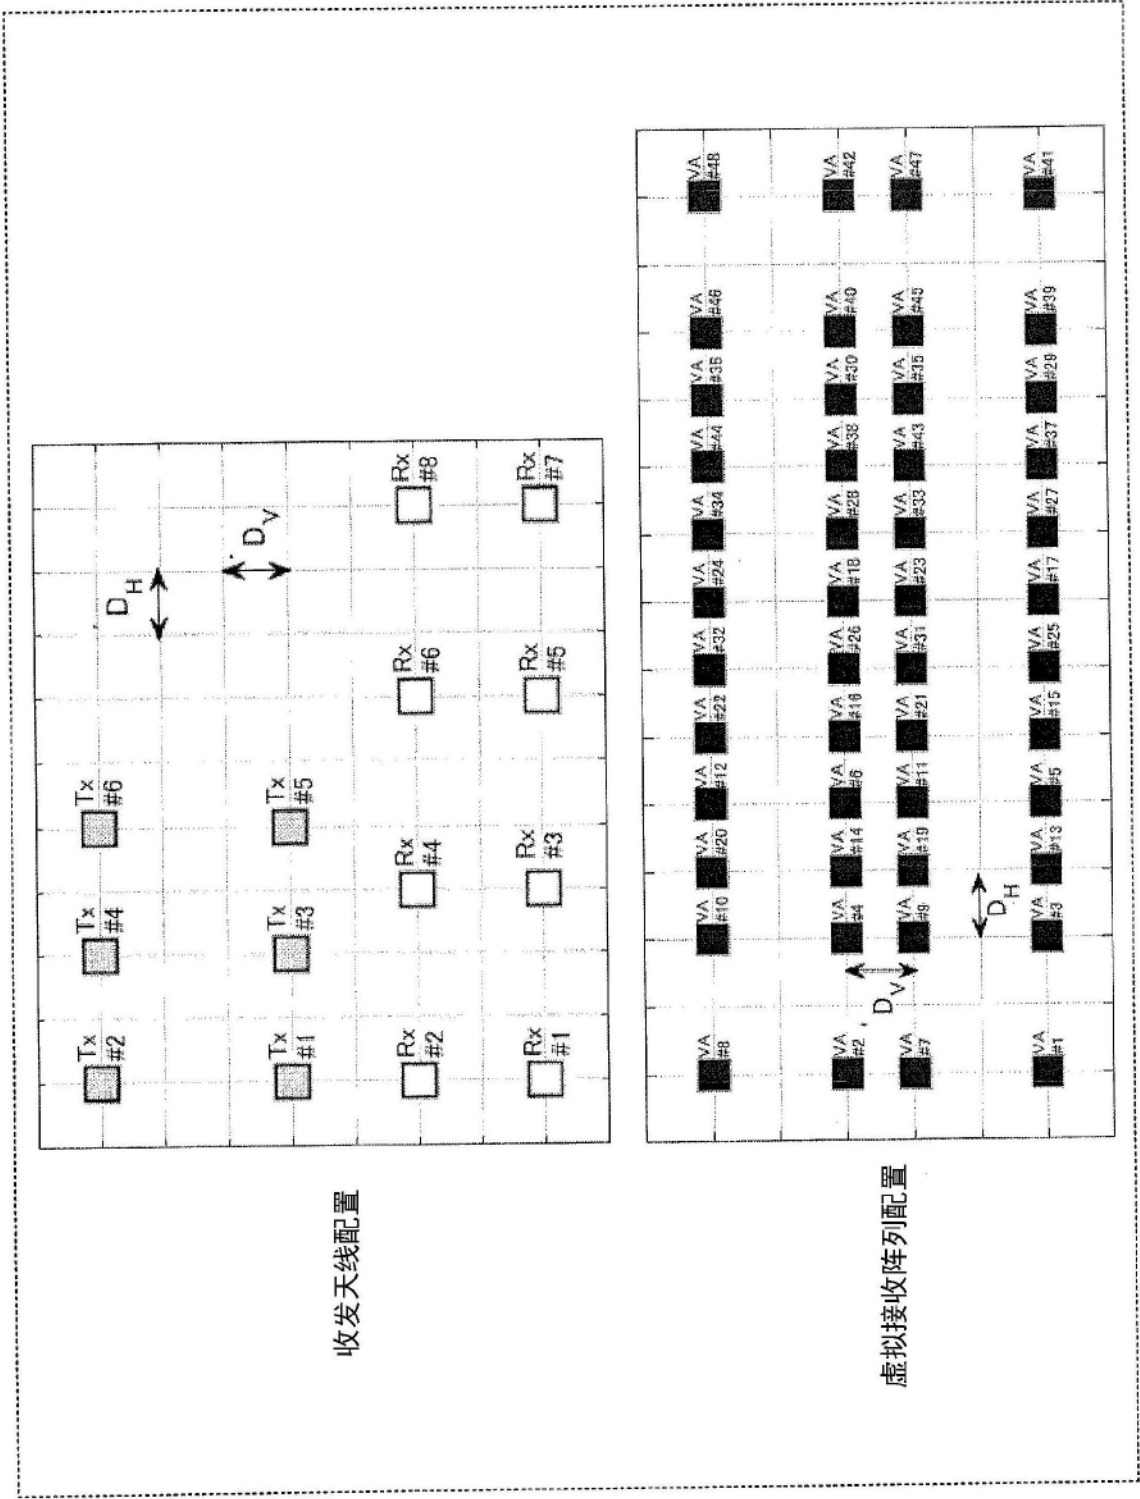 Tx
#2
Tx
#4
Tx
#6
D_H
D_V
Tx
#1
Tx
#3
Tx
#5
Rx
#2
Rx
#4
Rx
#6
Rx
#8
Rx
#1
Rx
#3
Rx
#5
Rx
#7
收发天线配置
VA
#8
VA
#10
VA
#20
VA
#12
VA
#22
VA
#32
VA
#24
VA
#34
VA
#44
VA
#36
VA
#46
VA
#48
VA
#2
VA
#4
VA
#14
VA
#6
VA
#16
VA
#26
VA
#18
VA
#28
VA
#38
VA
#30
VA
#40
VA
#42
D_V
VA
#7
VA
#9
VA
#19
VA
#11
VA
#21
VA
#31
VA
#23
VA
#33
VA
#43
VA
#35
VA
#45
VA
#47
D_H
VA
#1
VA
#3
VA
#13
VA
#5
VA
#15
VA
#25
VA
#17
VA
#27
VA
#37
VA
#29
VA
#39
VA
#41
虚拟接收阵列配置